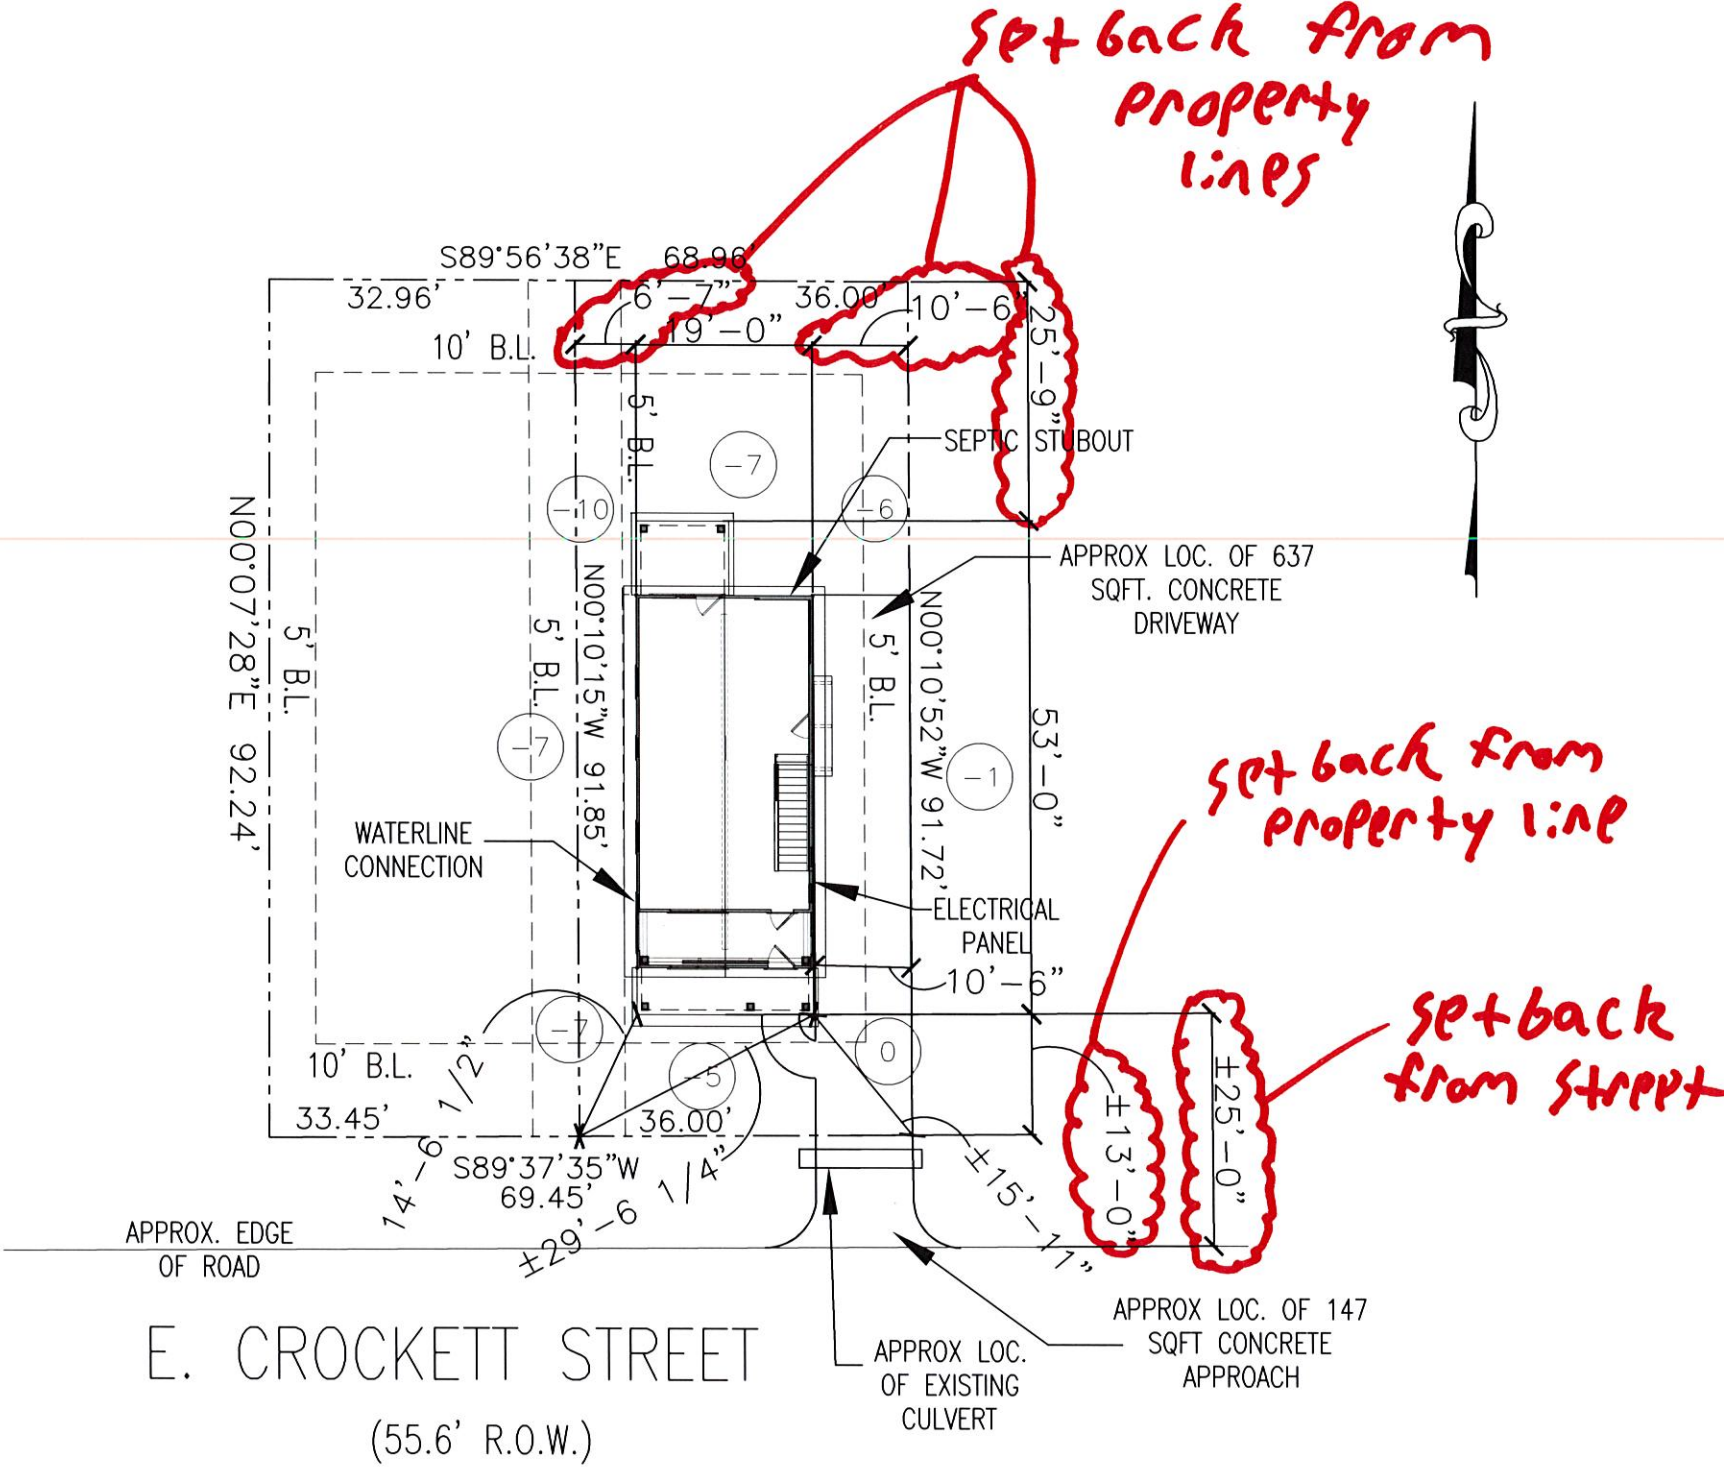 setback from
property
lines
S89°56'38"E 68.96'
32.96'
6'-7"
36.00'
10'-6"
19'-0"
10' B.L.
25'-9"
5' B.L.
SEPTIC STUBOUT
-7
-10
-6
APPROX LOC. OF 637
SQFT. CONCRETE
DRIVEWAY
N00°07'28"E 92.24'
5' B.L.
5' B.L.
N00°10'15"W 91.85'
5' B.L.
N00°10'52"W 91.72'
53'-0"
-7
-1
setback from
property line
WATERLINE
CONNECTION
ELECTRICAL
PANEL
10'-6"
setback
from street
-7
0
-5
10' B.L.
14'-6 1/2"
±13'-0"
±25'-0"
33.45'
36.00'
S89°37'35"W
69.45'
±29'-6 1/4"
±15'-11"
APPROX. EDGE
OF ROAD
E. CROCKETT STREET
(55.6' R.O.W.)
APPROX LOC.
OF EXISTING
CULVERT
APPROX LOC. OF 147
SQFT CONCRETE
APPROACH